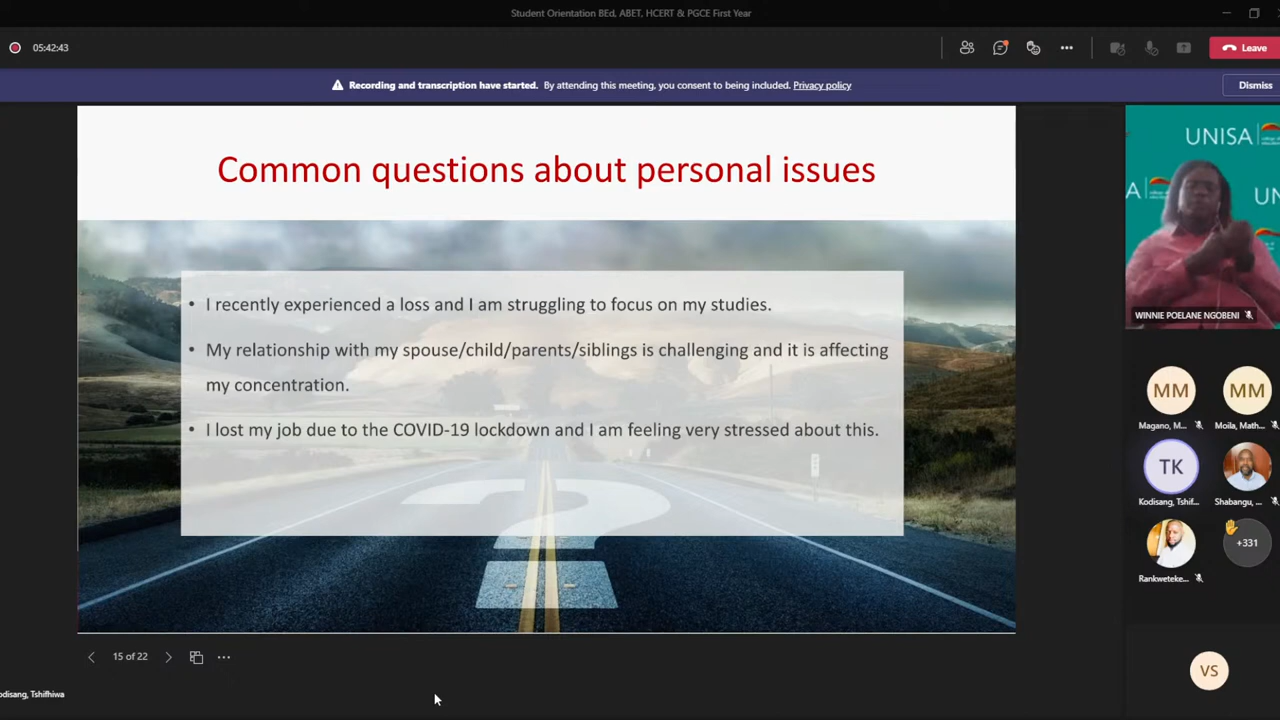 Student Orientation BEd, ABET, HCERT & PGCE First Year
05:42:43
Leave
Recording and transcription have started. By attending this meeting, you consent to being included. Privacy policy
Dismiss
Common questions about personal issues
• I recently experienced a loss and I am struggling to focus on my studies.
• My relationship with my spouse/child/parents/siblings is challenging and it is affecting
my concentration.
• I lost my job due to the COVID-19 lockdown and I am feeling very stressed about this.
UNISA
UNISA
UN
WINNIE POELANE NGOBENI
MM
MM
Magano, M...
Moila, Math...
TK
Kodisang, Tshif...
Shabangu, ...
+331
Rankweteke...
15 of 22
VS
odisang, Tshifhiwa